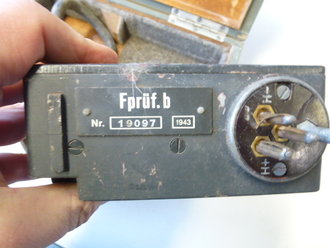 Fprüf.b
Nr. 19097 1943
H-
H+